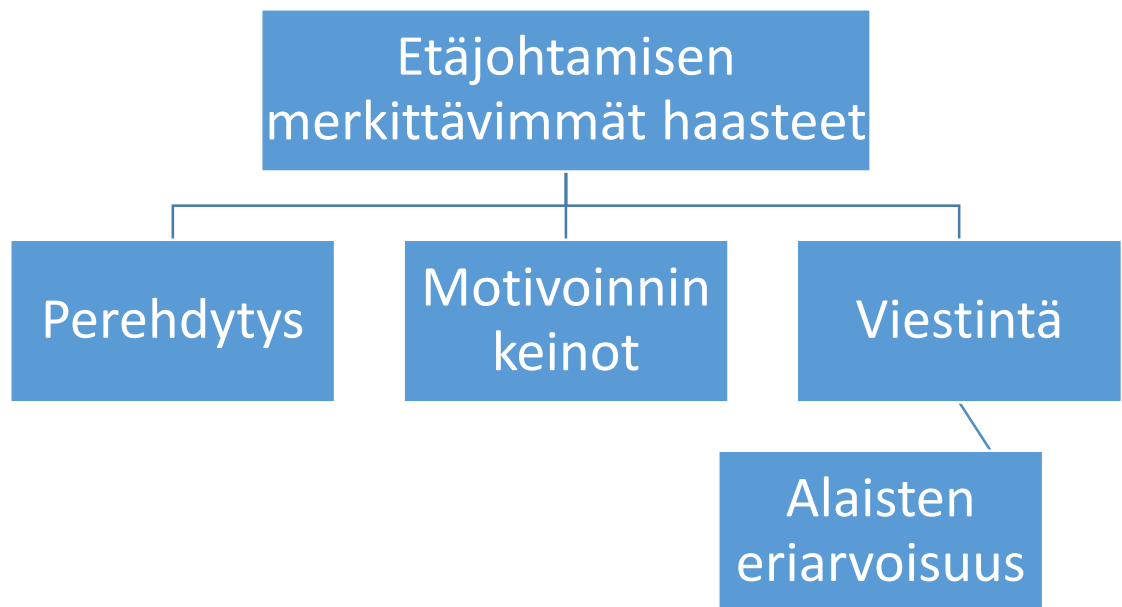 Etäjohtamisen
merkittävimmät haasteet
Perehdytys
Motivoinnin
keinot
Viestintä
Alaisten
eriarvoisuus